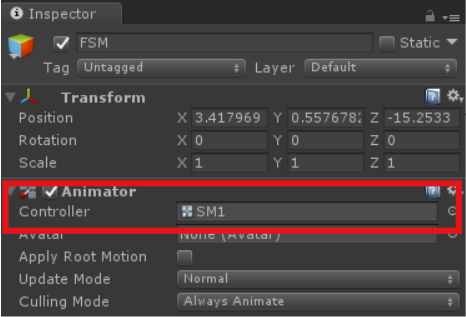 Inspector
FSM Static
Tag Untagged Layer Default
Transform
Position X 3.417969 Y 0.5576782 Z -15.2533
Rotation X 0 Y 0 Z 0
Scale X 1 Y 1 Z 1
Animator
Controller SM1
Avatar None (Avatar)
Apply Root Motion
Update Mode Normal
Culling Mode Always Animate